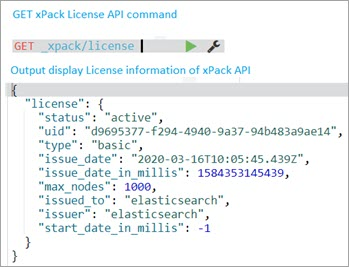 GET xPack License API command
GET _xpack/license
Output display License information of xPack API
{
"license": {
"status": "active",
"uid": "d9695377-f294-4940-9a37-94b483a9ae14",
"type": "basic",
"issue_date": "2020-03-16T10:05:45.439Z",
"issue_date_in_millis": 1584353145439,
"max_nodes": 1000,
"issued_to": "elasticsearch",
"issuer": "elasticsearch",
"start_date_in_millis": -1
}
}